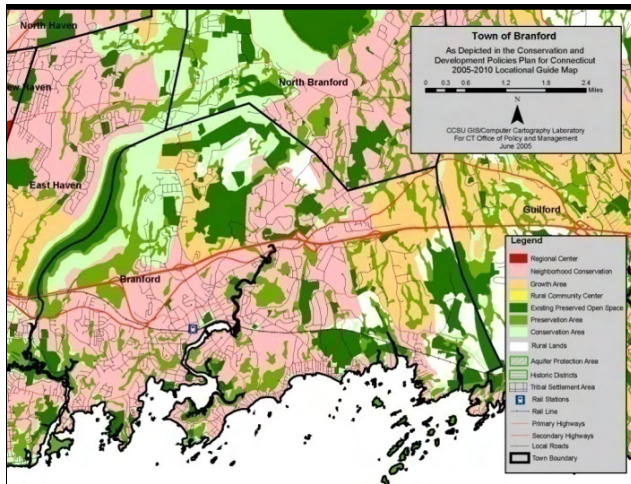 North Haven
New Haven
North Branford
East Haven
Branford
Guilford
Town of Branford
As Depicted in the Conservation and
Development Policies Plan for Connecticut
2005-2010 Locational Guide Map
0 0.3 0.6 1.2 1.8 2.4
Miles
N
CCSU GIS/Computer Cartography Laboratory
For CT Office of Policy and Management
June 2005
Legend
Regional Center
Neighborhood Conservation
Growth Area
Rural Community Center
Existing Preserved Open Space
Preservation Area
Conservation Area
Rural Lands
Aquifer Protection Area
Historic Districts
Tribal Settlement Area
Rail Stations
Rail Line
Primary Highways
Secondary Highways
Local Roads
Town Boundary